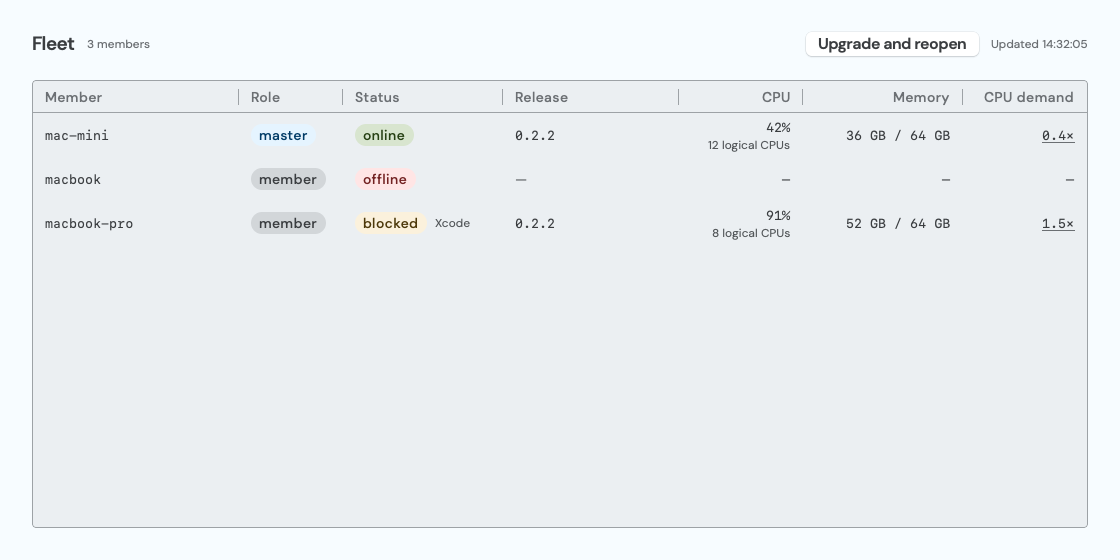 Fleet 3 members Upgrade and reopen Updated 14:32:05
Member Role Status Release CPU Memory CPU demand
mac-mini master online 0.2.2 42% 36 GB / 64 GB 0.4×
12 logical CPUs
macbook member offline — — — —
macbook-pro member blocked Xcode 0.2.2 91% 52 GB / 64 GB 1.5×
8 logical CPUs